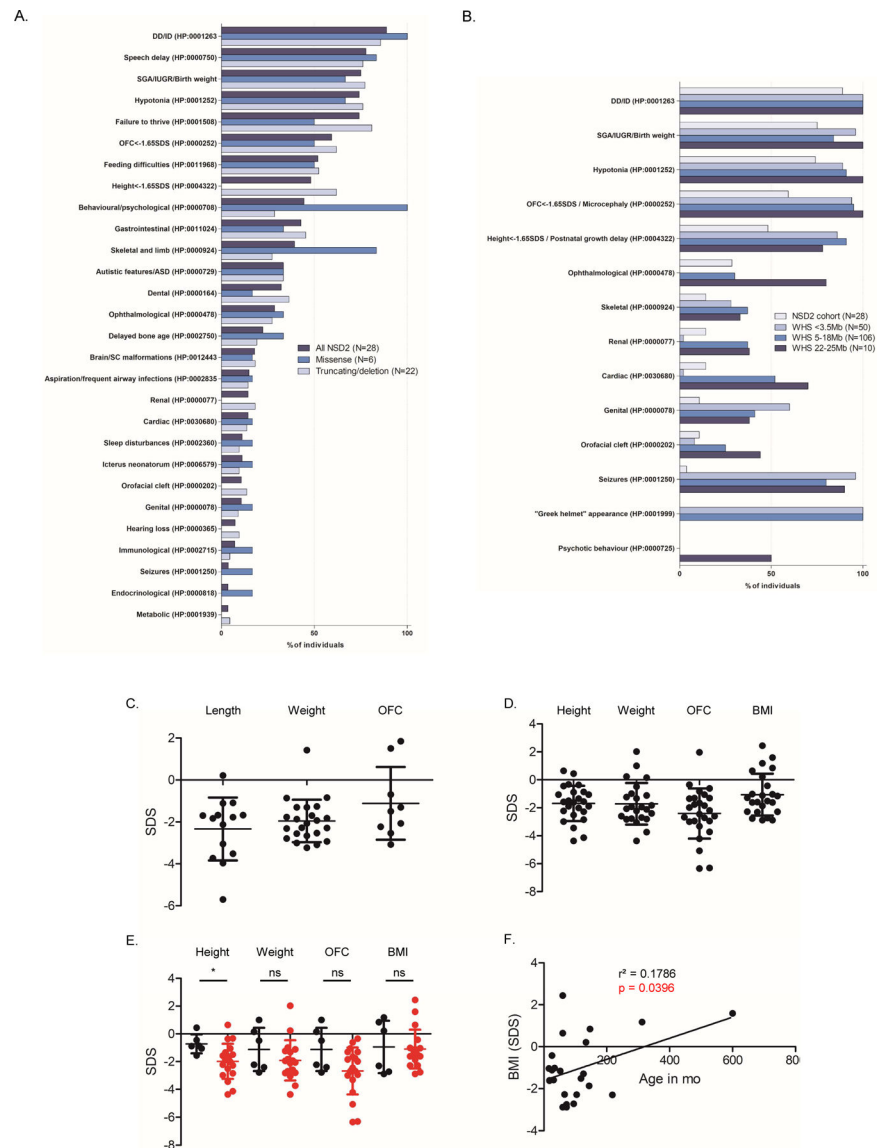 A.
DD/ID (HP:0001263
Speech delay (HP:0000750)
SGA/IUGR/Birth weight
Hypotonia (HP:0001252)
Failure to thrive (HP:0001508)
OFC<-1.65SDS (HP:0000252)
Feeding difficulties (HP:0011968)
Height<-1.65SDS (HP:0004322)
Behavioural/psychological (HP:0000708)
Gastrointestinal (HP:0011024)
Skeletal and limb (HP:0000924)
Autistic features/ASD (HP:0000729)
Dental (HP:0000164)
Ophthalmological (HP:0000478)
Delayed bone age (HP:0002750)
Brain/SC malformations (HP:0012443)
Aspiration/frequent airway infections (HP:0002835
Renal (HP:0000077)
Cardiac (HP:0030680)
Sleep disturbances (HP:0002360)
Icterus neonatorum (HP:0006579)
Orofacial cleft (HP:0000202)
Genital (HP:0000078)
Hearing loss (HP:0000365)
Immunological (HP:0002715)
Seizures (HP:0001250)
Endocrinological (HP:0000818)
Metabolic (HP:0001939)
All NSD2 (N=28)
Missense (N=6)
Truncating/deletion (N=22)
0 50 100
% of individuals
B.
DD/ID (HP:0001263
SGA/IUGR/Birth weight
Hypotonia (HP:0001252)
OFC<-1.65SDS / Microcephaly (HP:0000252)
Height<-1.65SDS / Postnatal growth delay (HP:0004322)
Ophthalmological (HP:0000478)
Skeletal (HP:0000924)
Renal (HP:0000077)
Cardiac (HP:0030680)
Genital (HP:0000078)
Orofacial cleft (HP:0000202)
Seizures (HP:0001250)
"Greek helmet" appearance (HP:0001999)
Psychotic behaviour (HP:0000725)
NSD2 cohort (N=28)
WHS <3.5Mb (N=50)
WHS 5-18Mb (N=106)
WHS 22-25Mb (N=10)
0 50 100
% of individuals
C.
Length Weight OFC
SDS
2
0
-2
-4
-6
D.
Height Weight OFC BMI
SDS
2
0
-2
-4
-6
-8
E.
Height Weight OFC BMI
* ns ns ns
SDS
4
2
0
-2
-4
-6
-8
F.
r² = 0.1786
p = 0.0396
BMI (SDS)
4
2
0
-2
-4
200 400 600 800
Age in mo